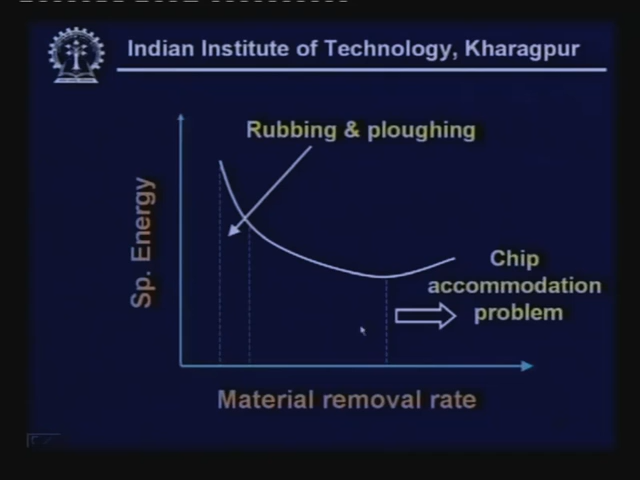 Indian Institute of Technology, Kharagpur
Rubbing & ploughing
Sp. Energy
Chip
accommodation
problem
Material removal rate